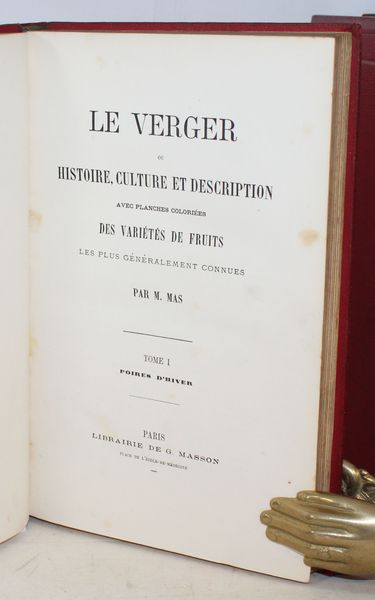 LE VERGER
OU
HISTOIRE, CULTURE ET DESCRIPTION
AVEC PLANCHES COLORIÉES
DES VARIÉTÉS DE FRUITS
LES PLUS GÉNÉRALEMENT CONNUES
PAR M. MAS
TOME I
POIRES D'HIVER
PARIS
LIBRAIRIE DE G. MASSON
PLACE DE L'ÉCOLE-DE-MÉDECINE